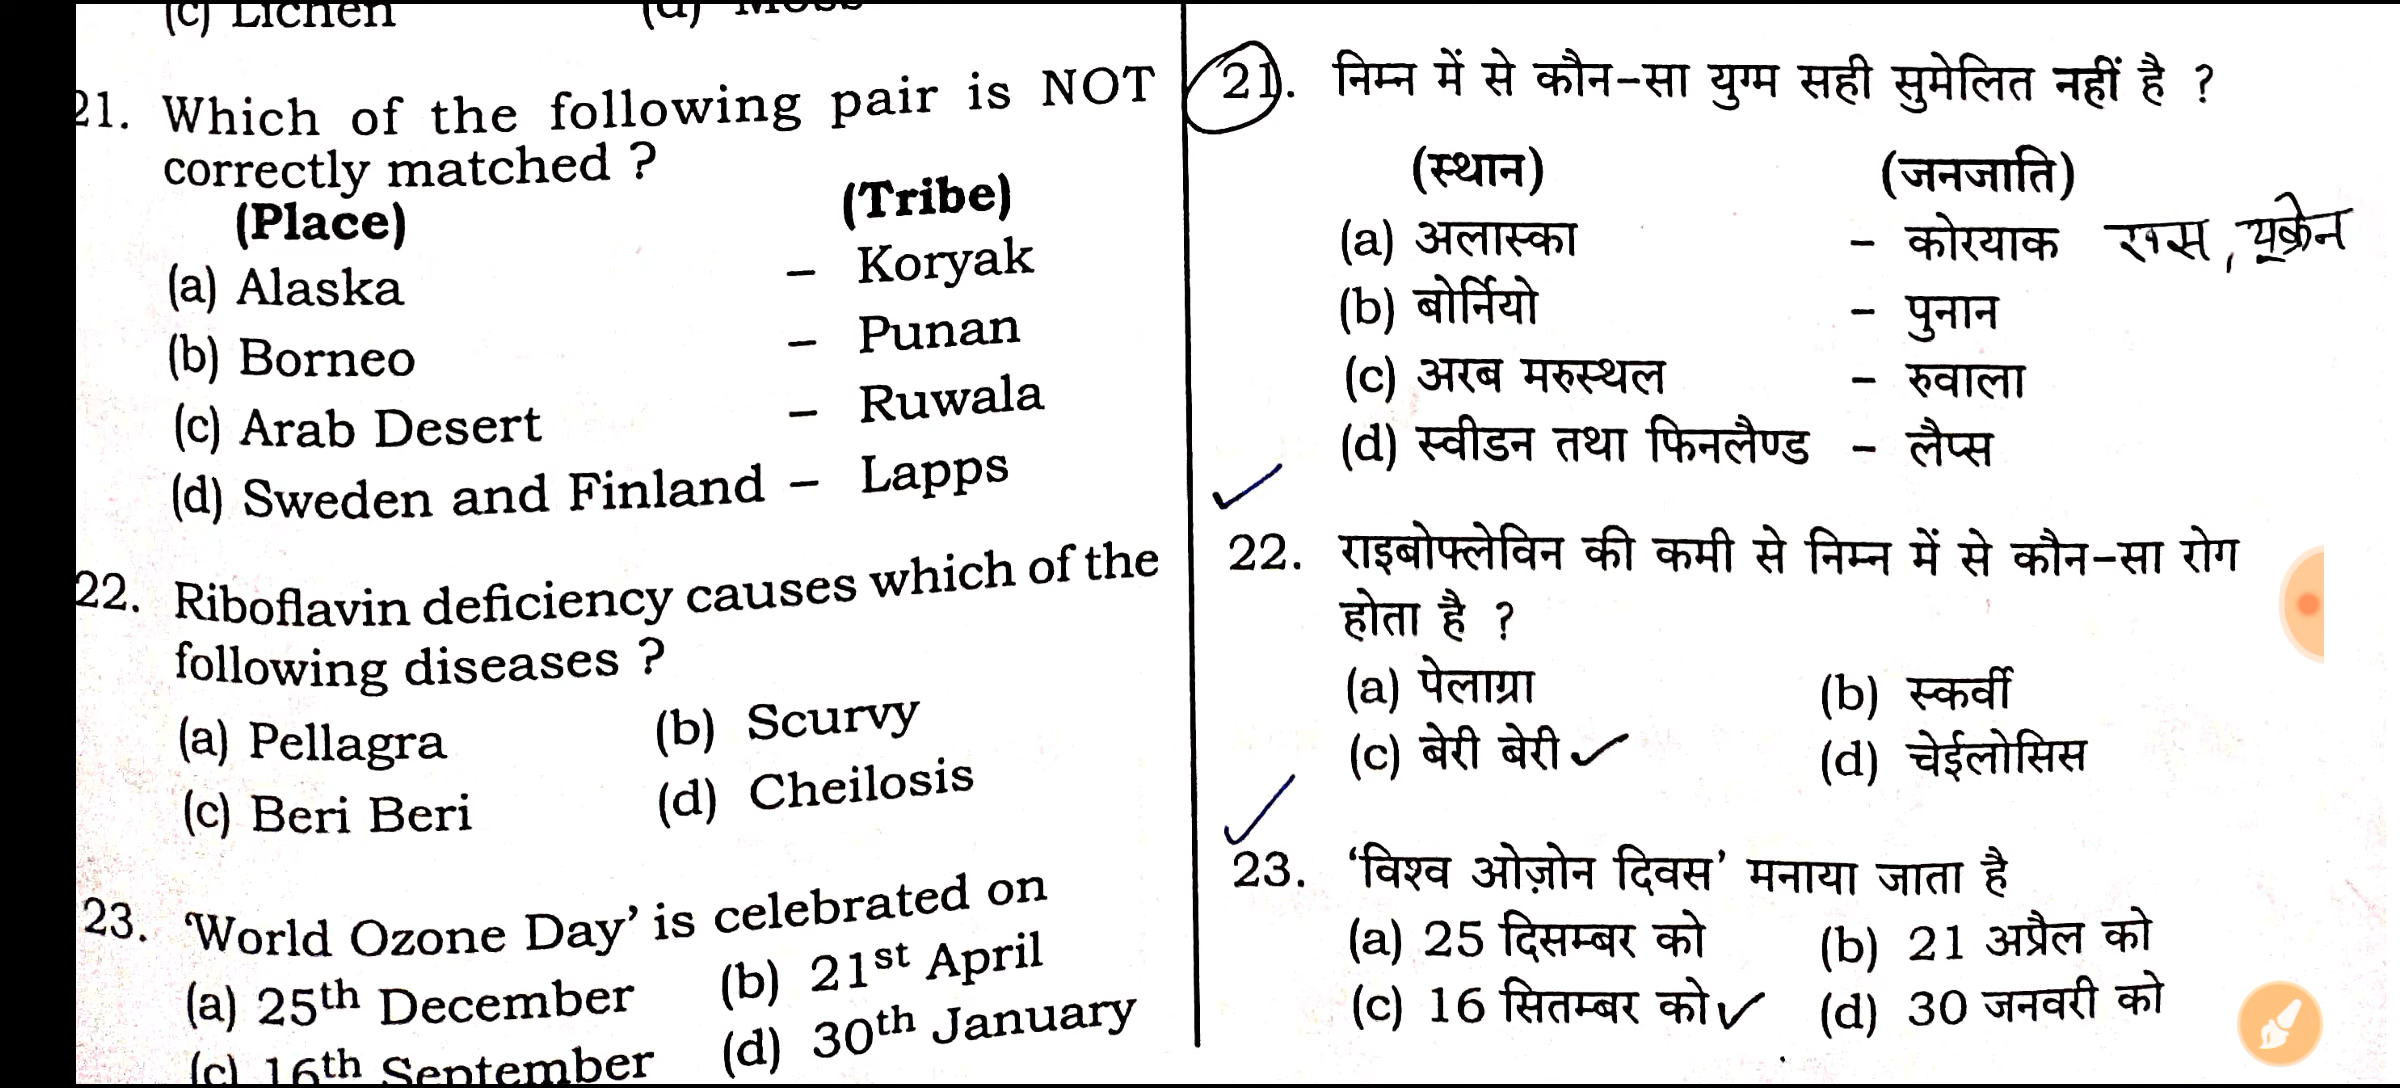 (c) Lichen
21. Which of the following pair is NOT
correctly matched ?
(Place) (Tribe)
(a) Alaska – Koryak
(b) Borneo – Punan
(c) Arab Desert – Ruwala
(d) Sweden and Finland – Lapps
22. Riboflavin deficiency causes which of the
following diseases ?
(a) Pellagra (b) Scurvy
(c) Beri Beri (d) Cheilosis
23. 'World Ozone Day' is celebrated on
(a) 25th December (b) 21st April
(c) 16th September (d) 30th January
21. निम्न में से कौन-सा युग्म सही सुमेलित नहीं है ?
(स्थान) (जनजाति)
(a) अलास्का – कोरयाक रूस, यूक्रेन
(b) बोर्नियो – पुनान
(c) अरब मरुस्थल – रुवाला
(d) स्वीडन तथा फिनलैण्ड – लैप्स
22. राइबोफ्लेविन की कमी से निम्न में से कौन-सा रोग
होता है ?
(a) पेलाग्रा (b) स्कर्वी
(c) बेरी बेरी ✓ (d) चेईलोसिस
23. 'विश्व ओज़ोन दिवस' मनाया जाता है
(a) 25 दिसम्बर को (b) 21 अप्रैल को
(c) 16 सितम्बर को ✓ (d) 30 जनवरी को